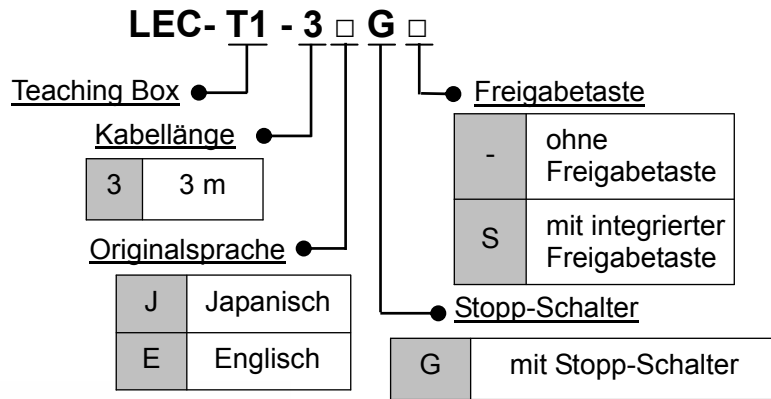 LEC- T1 - 3 □ G □
Teaching Box
Kabellänge
3 3 m
Originalsprache
J Japanisch
E Englisch
Freigabetaste
- ohne
Freigabetaste
S mit integrierter
Freigabetaste
Stopp-Schalter
G mit Stopp-Schalter